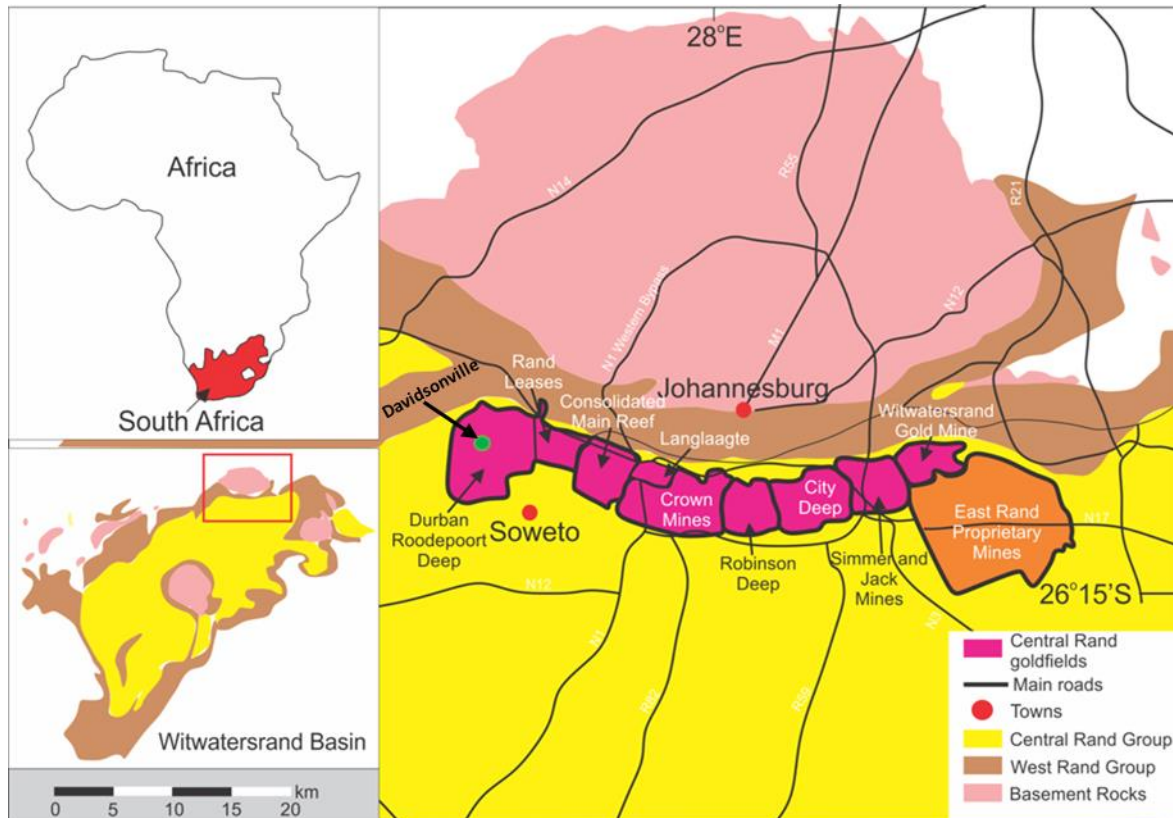 Africa
South Africa
Witwatersrand Basin
0 5 10 15 20 km
28°E
N14
R55
R21
N1 Western Bypass
M1
N12
Davidsonville
Rand
Leases
Consolidated
Main Reef
Johannesburg
Langlaagte
Witwatersrand
Gold Mine
Durban
Roodepoort
Deep
Soweto
Crown
Mines
Robinson
Deep
City
Deep
Simmer and
Jack
Mines
East Rand
Proprietary
Mines
N17
26°15'S
N12
N1
R82
R59
N3
Central Rand
goldfields
Main roads
Towns
Central Rand Group
West Rand Group
Basement Rocks